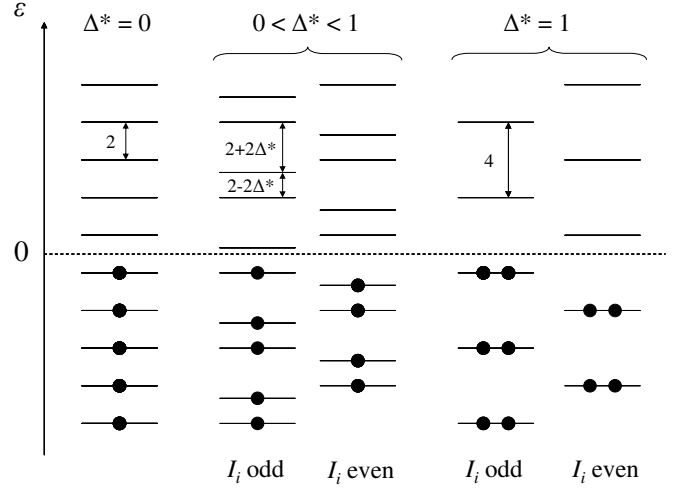 ε
Δ* = 0
0 < Δ* < 1
Δ* = 1
2
2+2Δ*
2-2Δ*
4
0
I_i odd
I_i even
I_i odd
I_i even